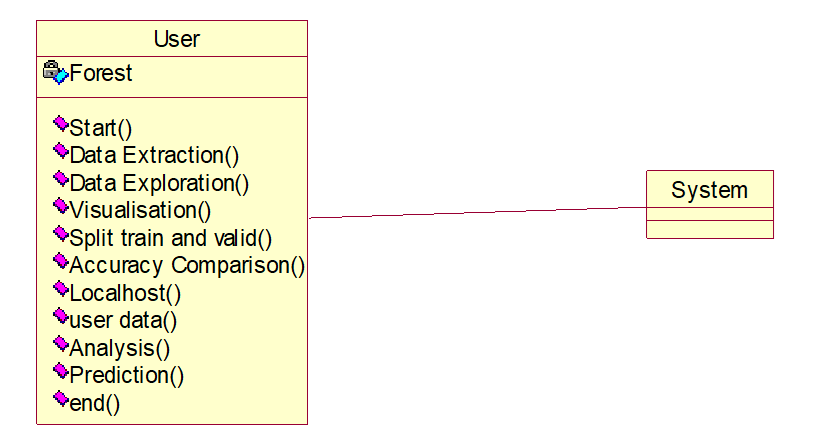 User
Forest
Start()
Data Extraction()
Data Exploration()
Visualisation()
Split train and valid()
Accuracy Comparison()
Localhost()
user data()
Analysis()
Prediction()
end()
System